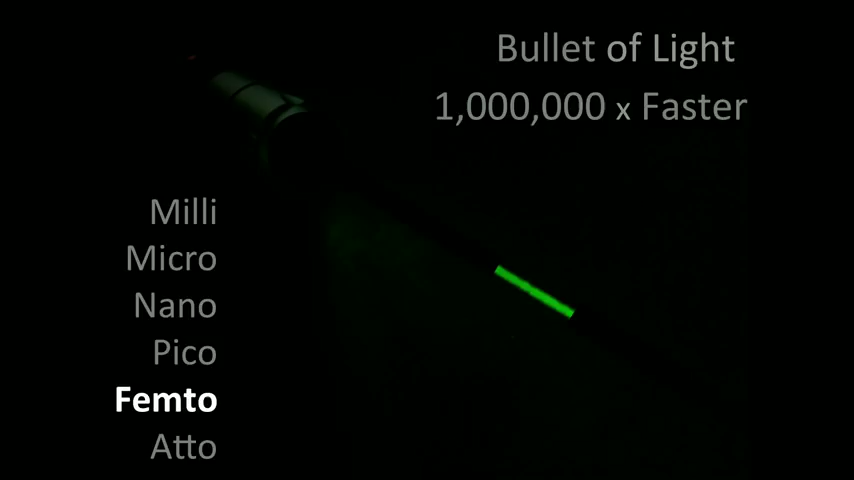 Bullet of Light
1,000,000 x Faster
Milli
Micro
Nano
Pico
Femto
Atto